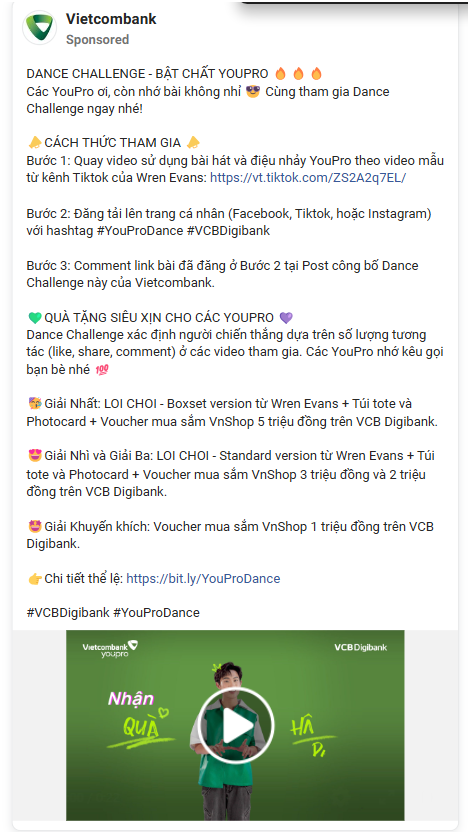 Vietcombank
Sponsored
DANCE CHALLENGE - BẬT CHẤT YOUPRO 🔥 🔥 🔥
Các YouPro ơi, còn nhớ bài không nhỉ 😎 Cùng tham gia Dance
Challenge ngay nhé!
📣 CÁCH THỨC THAM GIA 📣
Bước 1: Quay video sử dụng bài hát và điệu nhảy YouPro theo video mẫu
từ kênh Tiktok của Wren Evans: https://vt.tiktok.com/ZS2A2q7EL/
Bước 2: Đăng tải lên trang cá nhân (Facebook, Tiktok, hoặc Instagram)
với hashtag #YouProDance #VCBDigibank
Bước 3: Comment link bài đã đăng ở Bước 2 tại Post công bố Dance
Challenge này của Vietcombank.
💚 QUÀ TẶNG SIÊU XỊN CHO CÁC YOUPRO 💜
Dance Challenge xác định người chiến thắng dựa trên số lượng tương
tác (like, share, comment) ở các video tham gia. Các YouPro nhớ kêu gọi
bạn bè nhé 💯
🥳 Giải Nhất: LOI CHOI - Boxset version từ Wren Evans + Túi tote và
Photocard + Voucher mua sắm VnShop 5 triệu đồng trên VCB Digibank.
😍 Giải Nhì và Giải Ba: LOI CHOI - Standard version từ Wren Evans + Túi
tote và Photocard + Voucher mua sắm VnShop 3 triệu đồng và 2 triệu
đồng trên VCB Digibank.
🤩 Giải Khuyến khích: Voucher mua sắm VnShop 1 triệu đồng trên VCB
Digibank.
👉 Chi tiết thể lệ: https://bit.ly/YouProDance
#VCBDigibank #YouProDance
Vietcombank
youpro
VCBDigibank
Nhận
QUÀ